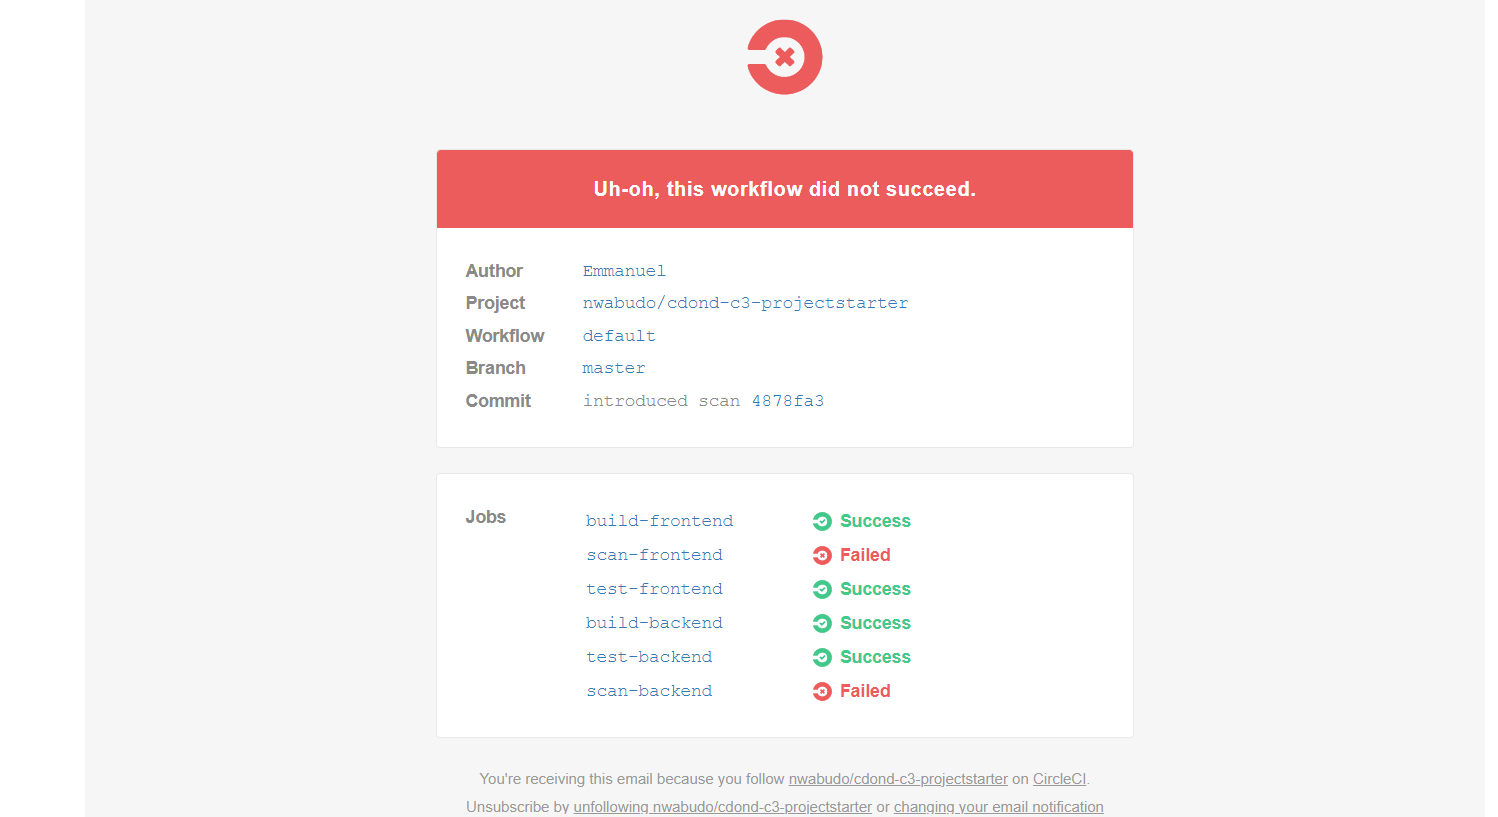 Uh-oh, this workflow did not succeed.
Author Emmanuel
Project nwabudo/cdond-c3-projectstarter
Workflow default
Branch master
Commit introduced scan 4878fa3
Jobs build-frontend Success
scan-frontend Failed
test-frontend Success
build-backend Success
test-backend Success
scan-backend Failed
You're receiving this email because you follow nwabudo/cdond-c3-projectstarter on CircleCI.
Unsubscribe by unfollowing nwabudo/cdond-c3-projectstarter or changing your email notification